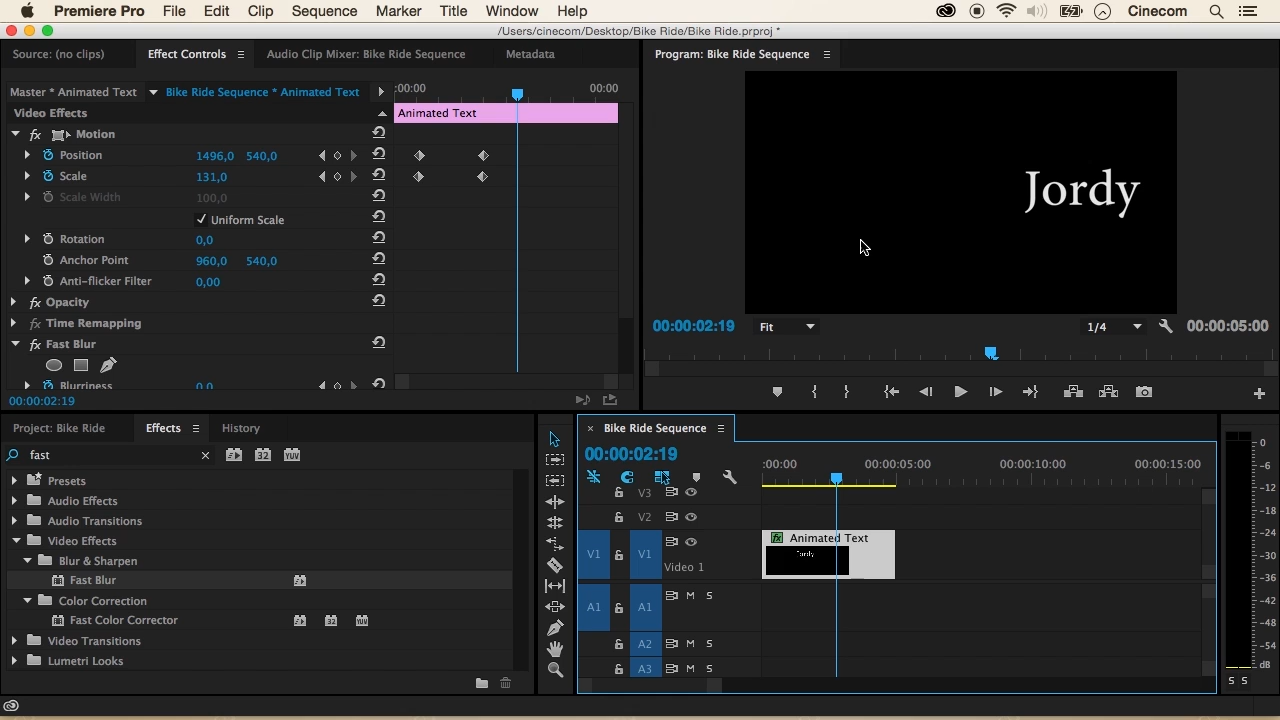 Premiere Pro File Edit Clip Sequence Marker Title Window Help Cinecom
/Users/cinecom/Desktop/Bike Ride/Bike Ride.prproj *
Source: (no clips) Effect Controls Audio Clip Mixer: Bike Ride Sequence Metadata
Master * Animated Text Bike Ride Sequence * Animated Text
:00:00 00:00
Video Effects
Animated Text
fx Motion
Position 1496,0 540,0
Scale 131,0
Scale Width 100,0
Uniform Scale
Rotation 0,0
Anchor Point 960,0 540,0
Anti-flicker Filter 0,00
fx Opacity
fx Time Remapping
fx Fast Blur
Blurriness 0,0
00:00:02:19
Program: Bike Ride Sequence
Jordy
00:00:02:19 Fit 1/4 00:00:05:00
Project: Bike Ride Effects History
fast
Presets
Audio Effects
Audio Transitions
Video Effects
Blur & Sharpen
Fast Blur
Color Correction
Fast Color Corrector
32
YUV
Video Transitions
Lumetri Looks
× Bike Ride Sequence
00:00:02:19
:00:00 00:00:05:00 00:00:10:00 00:00:15:00
V3
V2
V1 V1 Video 1
fx Animated Text
Jordy
A1 A1 M S
A2 M S
A3 M S
0
-6
-12
-18
-24
-30
-36
-42
-48
-54
dB
S S